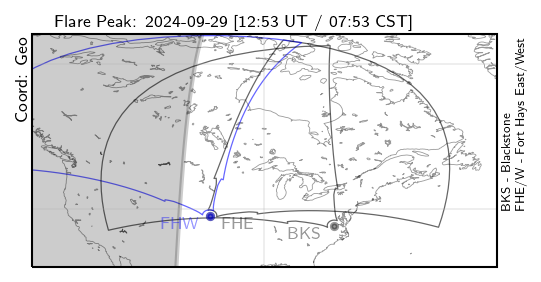 Flare Peak: 2024-09-29 [12:53 UT / 07:53 CST]
Coord: Geo
FHW
FHE
BKS
BKS - Blackstone
FHE/W - Fort Hays East/West